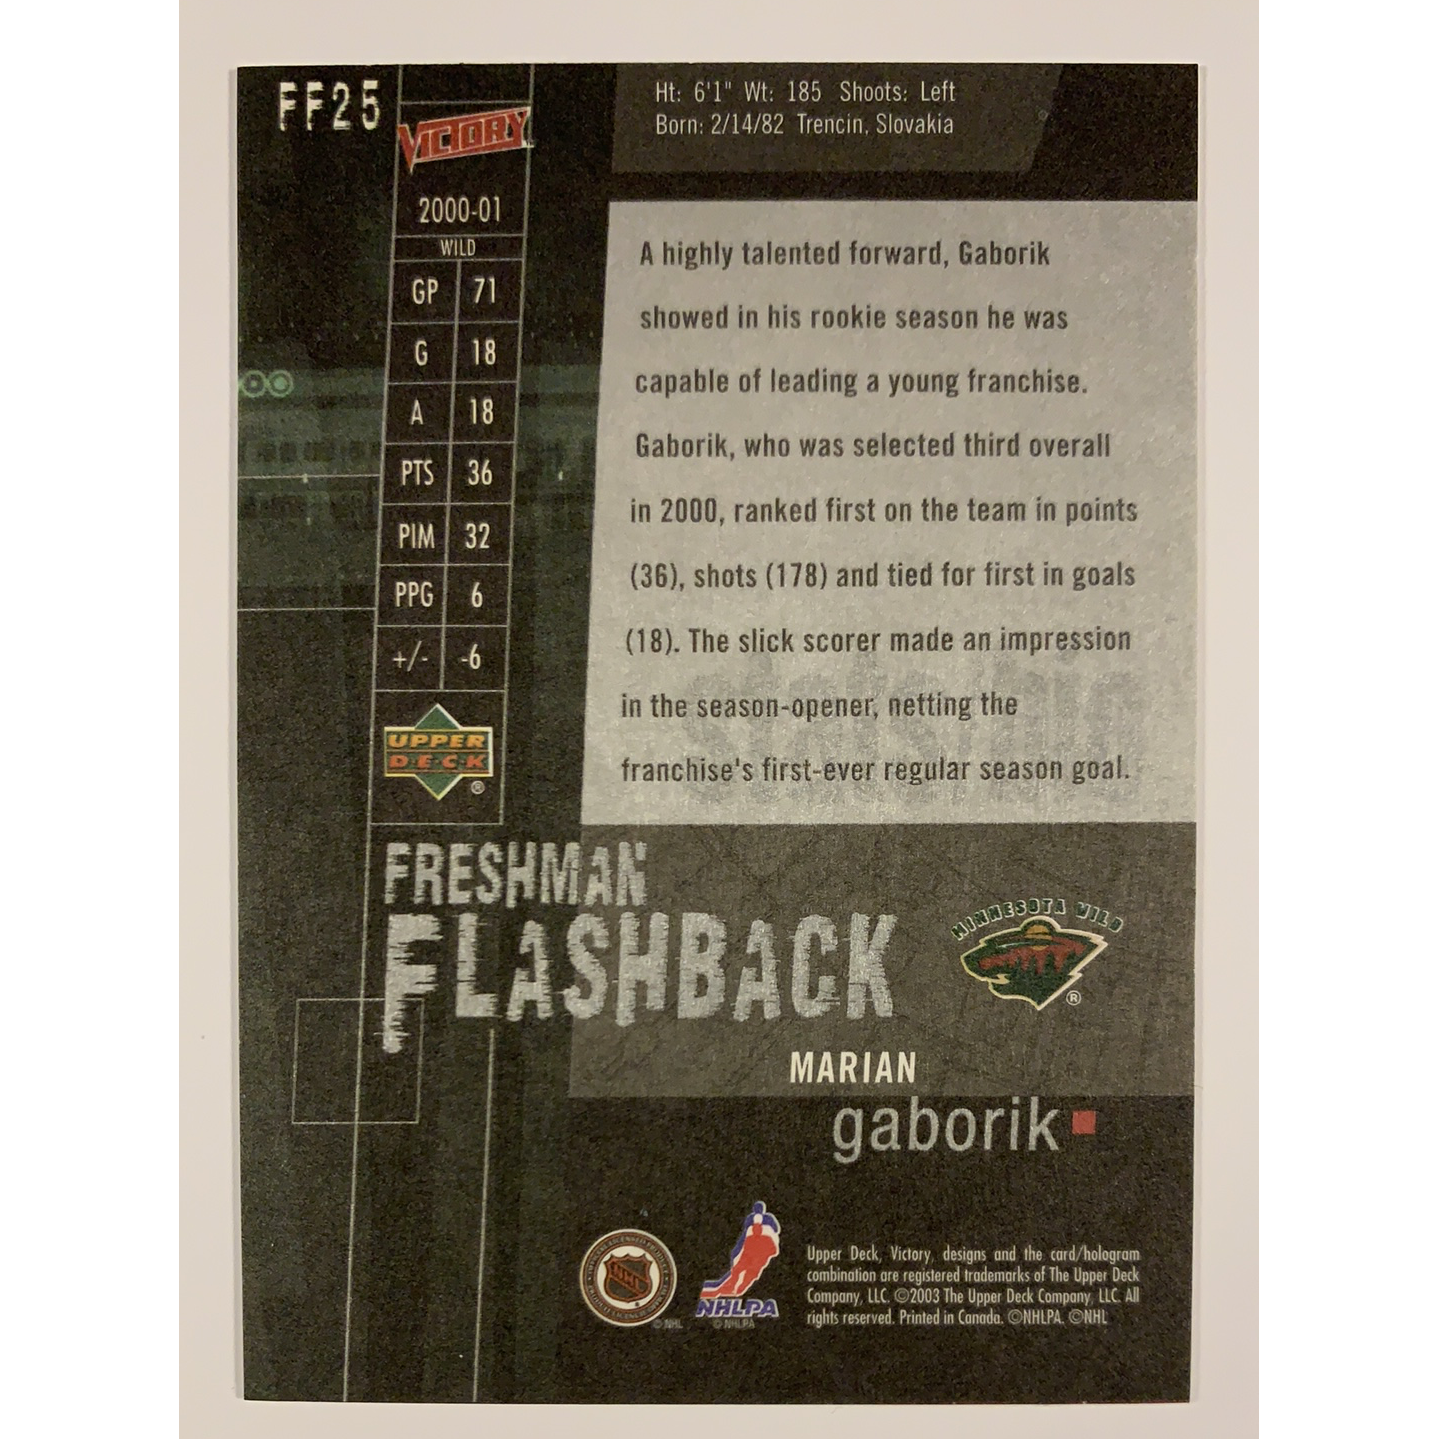 FF25
VICTORY
Ht: 6'1" Wt: 185 Shoots: Left
Born: 2/14/82 Trencin, Slovakia
2000-01
WILD
GP 71
G 18
A 18
PTS 36
PIM 32
PPG 6
+/- -6
UPPER
DECK
®
A highly talented forward, Gaborik
showed in his rookie season he was
capable of leading a young franchise.
Gaborik, who was selected third overall
in 2000, ranked first on the team in points
(36), shots (178) and tied for first in goals
(18). The slick scorer made an impression
in the season-opener, netting the
franchise's first-ever regular season goal.
FRESHMAN
FLASHBACK
MINNESOTA WILD
®
MARIAN
gaborik
NHL
©NHL
NHLPA
©NHLPA
Upper Deck, Victory, designs and the card/hologram
combination are registered trademarks of The Upper Deck
Company, LLC. ©2003 The Upper Deck Company, LLC. All
rights reserved. Printed in Canada. ©NHLPA. ©NHL